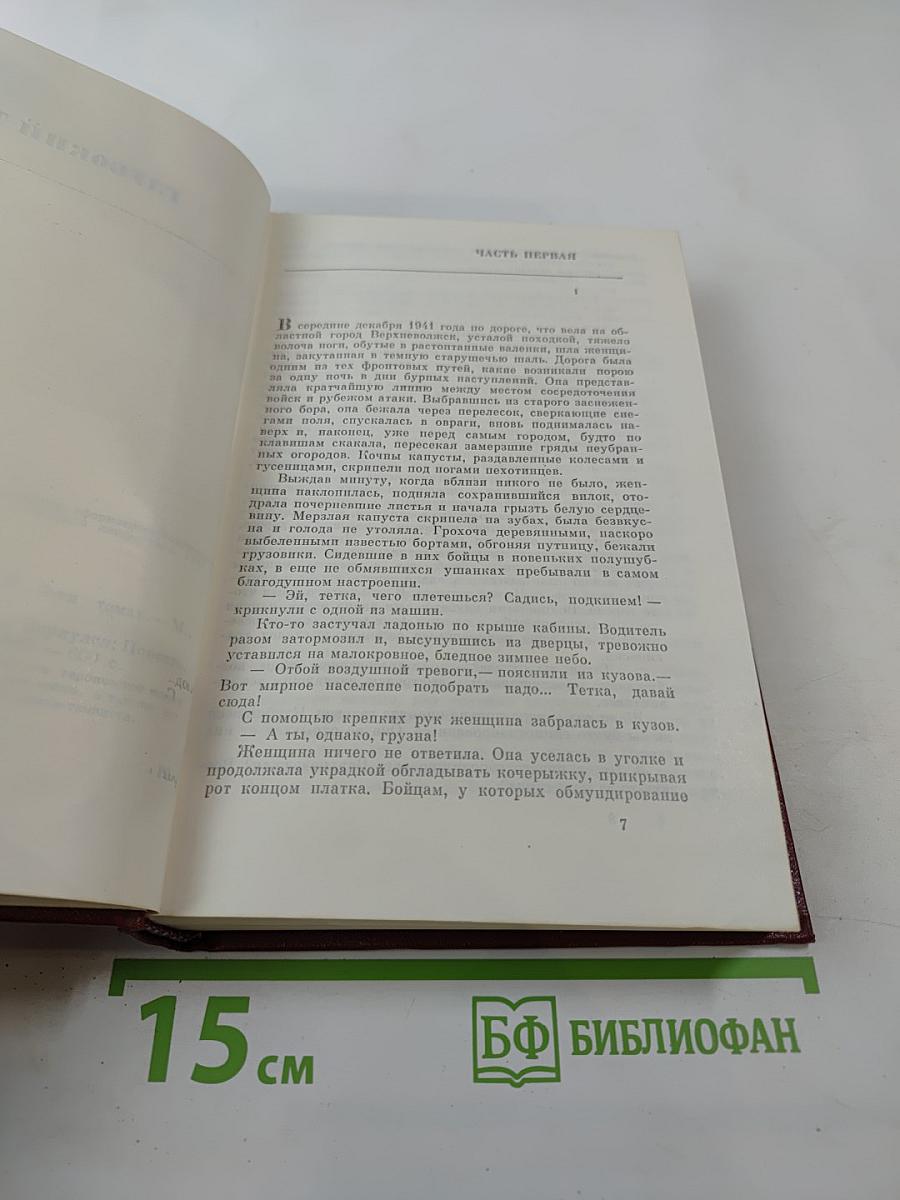 ЧАСТЬ ПЕРВАЯ
1
В середине декабря 1941 года по дороге, что вела на об-
ластной город Верхневолжск, усталой походкой, тяжело
волоча ноги, обутые в растоптанные валенки, шла женщи-
на, закутанная в темную старушечью шаль. Дорога была
одним из тех фронтовых путей, какие возникали порою
за одну ночь в дни бурных наступлений. Она представ-
ляла кратчайшую линию между местом сосредоточения
войск и рубежом атаки. Выбравшись из старого заснежен-
ного бора, она бежала через перелесок, сверкающие сне-
гами поля, спускалась в овраги, вновь поднималась на-
верх и, наконец, уже перед самым городом, будто по
клавишам скакала, пересекая замерзшие гряды неубран-
ных огородов. Кочны капусты, раздавленные колесами и
гусеницами, скрипели под ногами пехотинцев.
Выждав минуту, когда вблизи никого не было, жен-
щина наклонилась, подняла сохранившийся вилок, ото-
драла почерневшие листья и начала грызть белую сердце-
вину. Мерзлая капуста скрипела на зубах, была безвкус-
на и голода не утоляла. Грохоча деревянными, наскоро
выбеленными известью бортами, обгоняя путницу, бежали
грузовики. Сидевшие в них бойцы в новеньких полушуб-
ках, в еще не обмявшихся ушанках пребывали в самом
благодушном настроении.
— Эй, тетка, чего плетешься? Садись, подкинем! —
крикнули с одной из машин.
Кто-то застучал ладонью по крыше кабины. Водитель
разом затормозил и, высунувшись из дверцы, тревожно
уставился на малокровное, бледное зимнее небо.
— Отбой воздушной тревоги,— пояснили из кузова.—
Вот мирное население подобрать надо... Тетка, давай
сюда!
С помощью крепких рук женщина забралась в кузов.
— А ты, однако, грузна!
Женщина ничего не ответила. Она уселась в уголке и
продолжала украдкой обгладывать кочерыжку, прикрывая
рот концом платка. Бойцам, у которых обмундирование
7
15 см
БФ БИБЛИОФАН